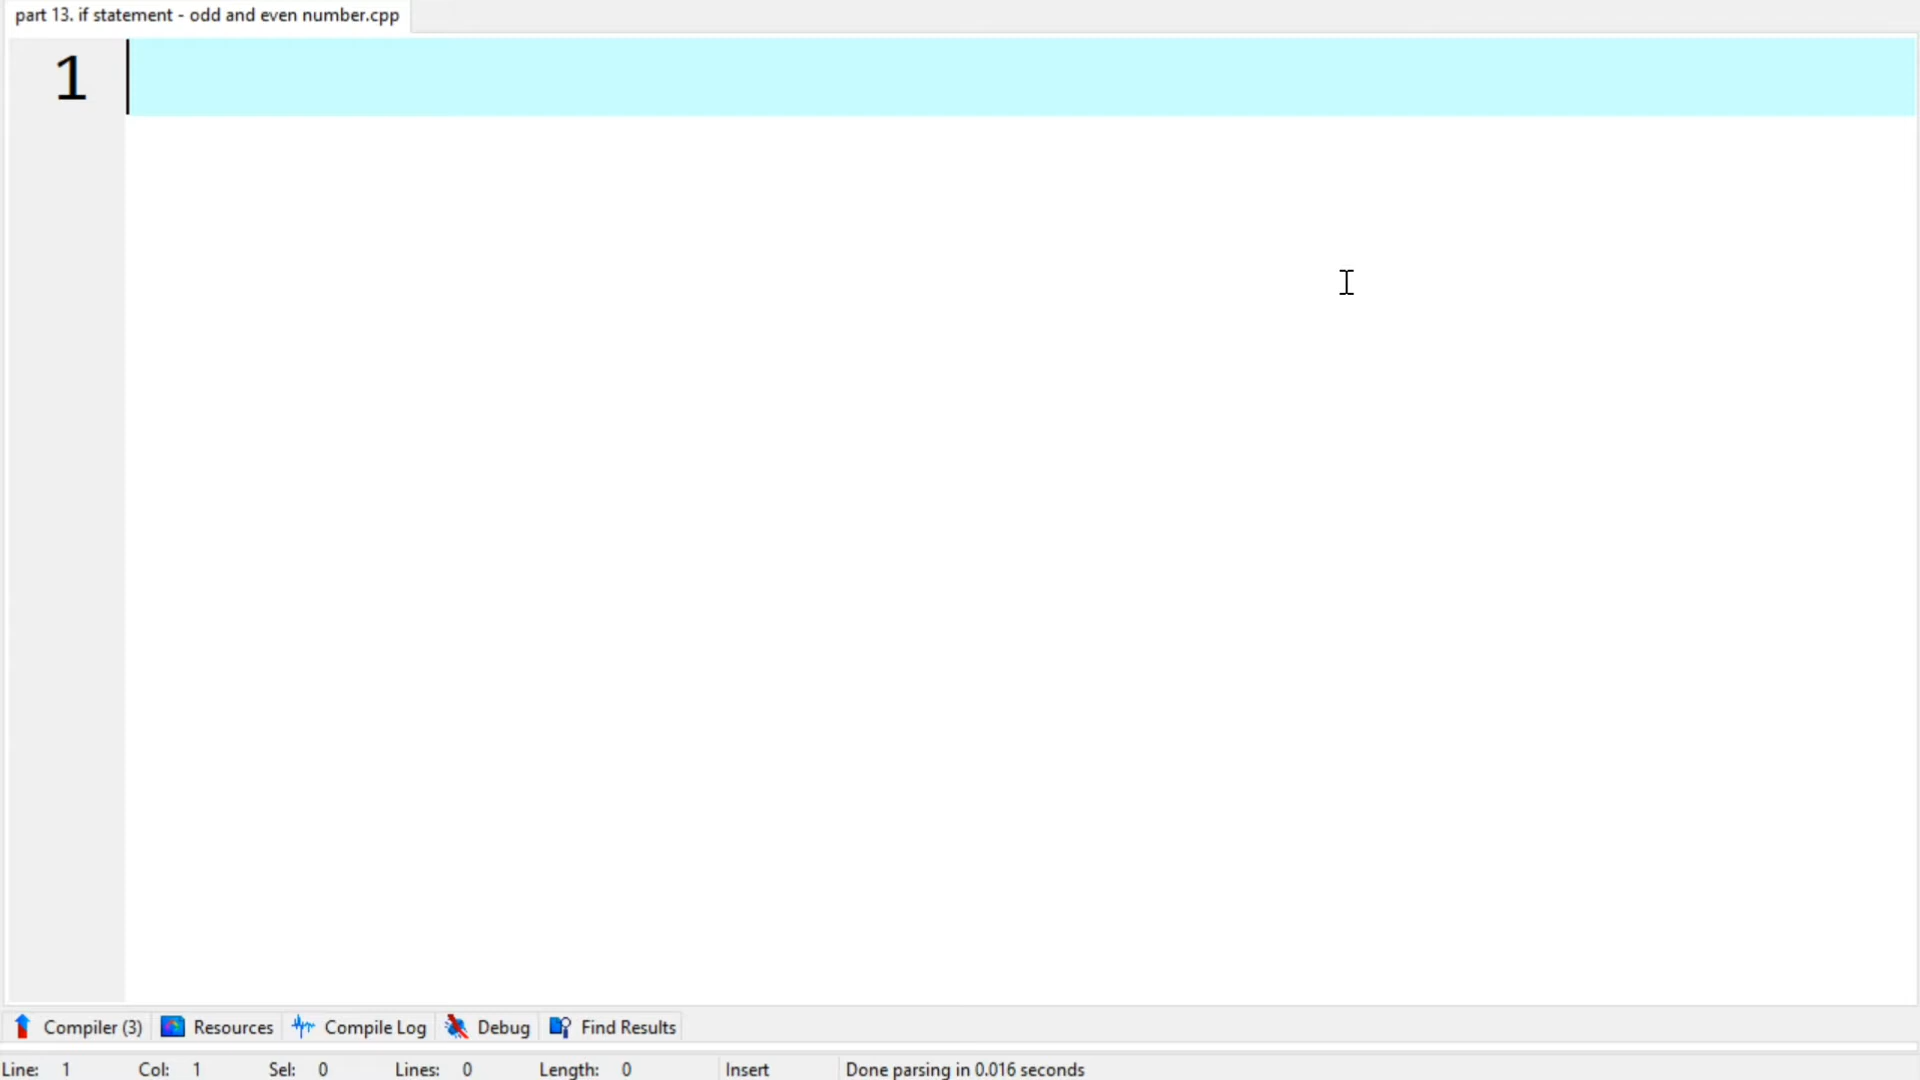 part 13. if statement - odd and even number.cpp
1
Compiler (3) Resources Compile Log Debug Find Results
Line: 1 Col: 1 Sel: 0 Lines: 0 Length: 0 Insert Done parsing in 0.016 seconds